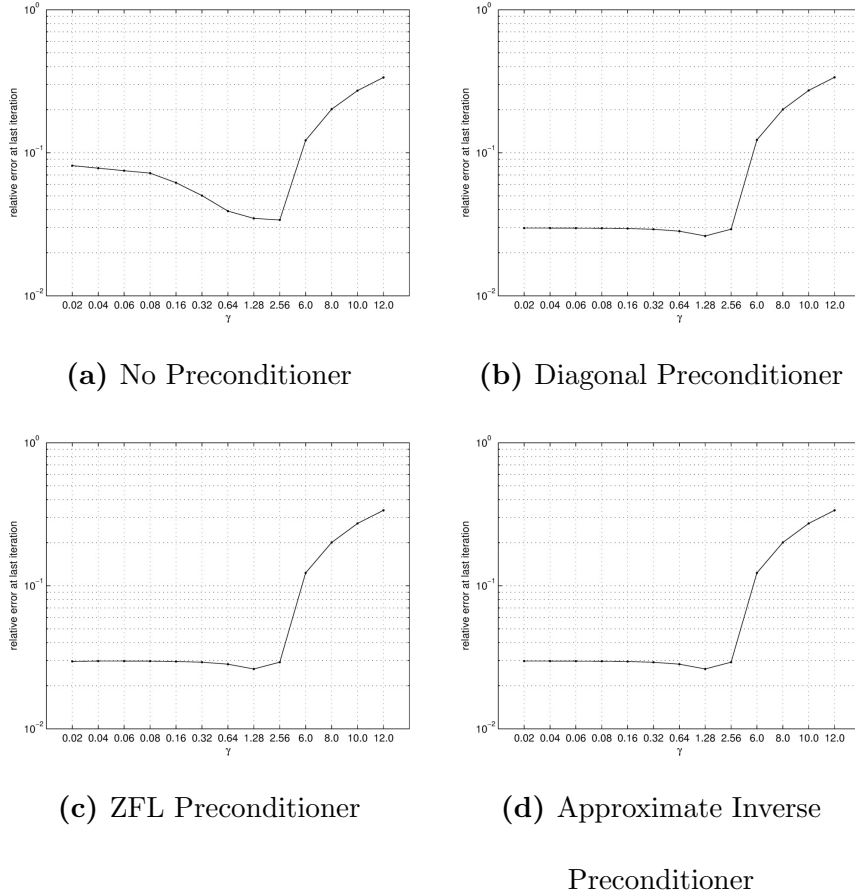 10^0
10^-1
10^-2
relative error at last iteration
0.02 0.04 0.06 0.08 0.16 0.32 0.64 1.28 2.56 6.0 8.0 10.0 12.0
γ
(a) No Preconditioner
10^0
10^-1
10^-2
relative error at last iteration
0.02 0.04 0.06 0.08 0.16 0.32 0.64 1.28 2.56 6.0 8.0 10.0 12.0
γ
(b) Diagonal Preconditioner
10^0
10^-1
10^-2
relative error at last iteration
0.02 0.04 0.06 0.08 0.16 0.32 0.64 1.28 2.56 6.0 8.0 10.0 12.0
γ
(c) ZFL Preconditioner
10^0
10^-1
10^-2
relative error at last iteration
0.02 0.04 0.06 0.08 0.16 0.32 0.64 1.28 2.56 6.0 8.0 10.0 12.0
γ
(d) Approximate Inverse
Preconditioner